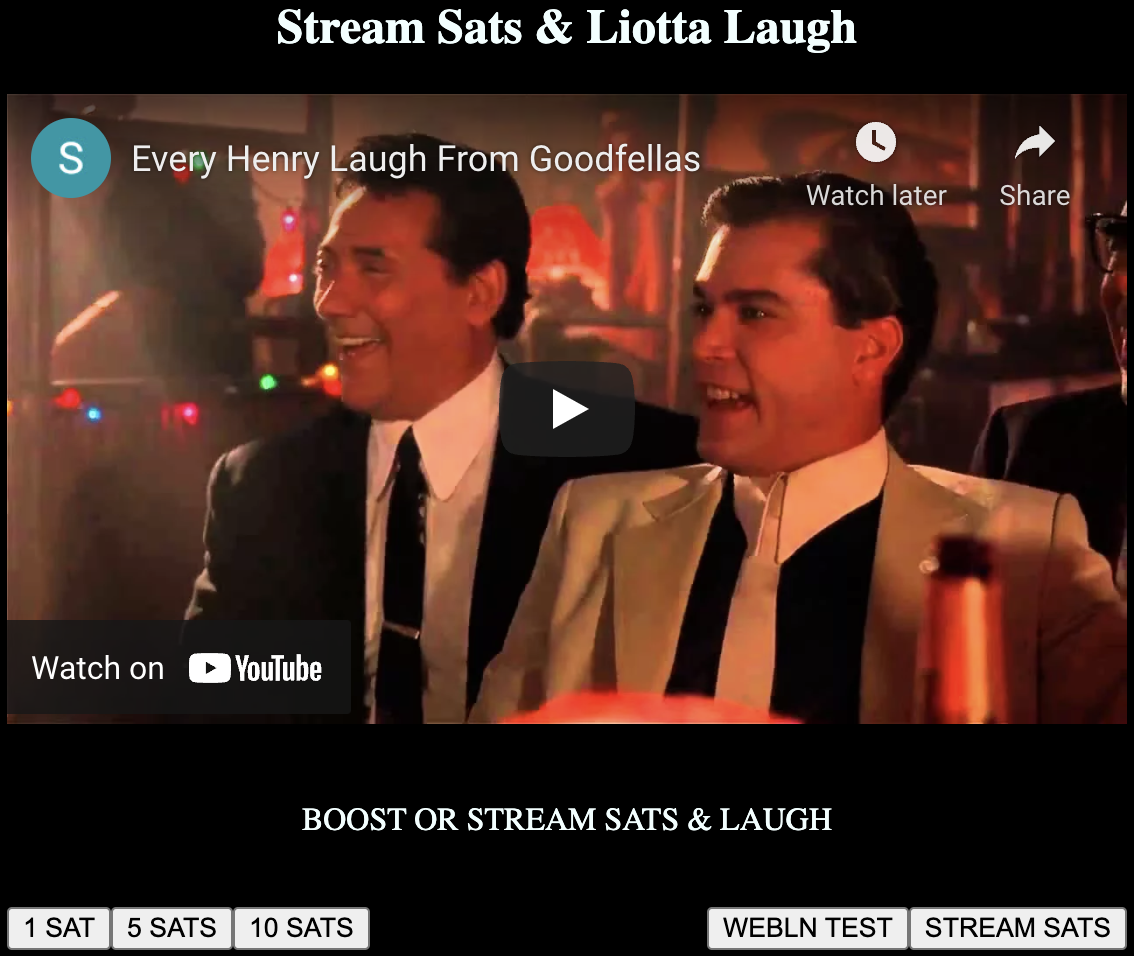 Stream Sats & Liotta Laugh
S
Every Henry Laugh From Goodfellas
Watch later
Share
Watch on YouTube
BOOST OR STREAM SATS & LAUGH
1 SAT 5 SATS 10 SATS WEBLN TEST STREAM SATS